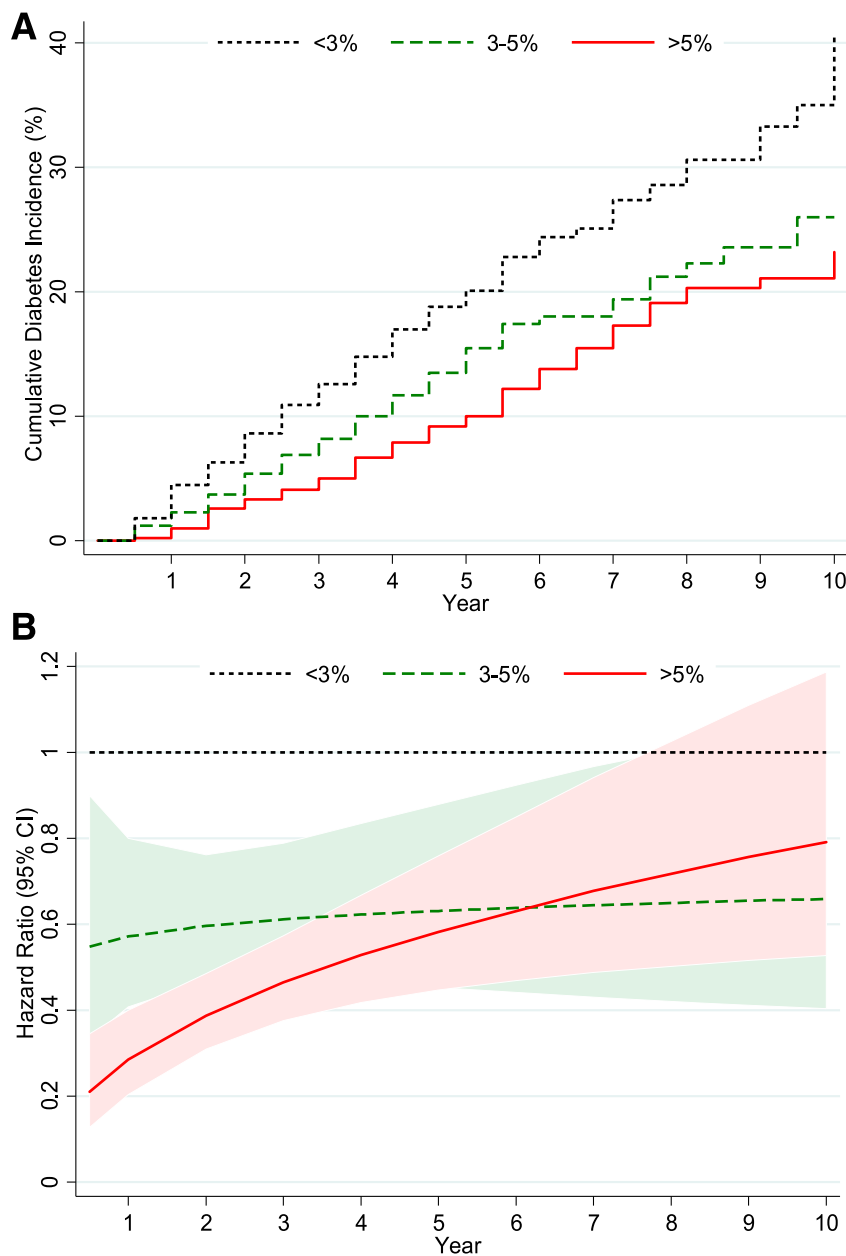 A
<3% 3-5% >5%
Cumulative Diabetes Incidence (%)
40
30
20
10
0
1 2 3 4 5 6 7 8 9 10
Year
B
<3% 3-5% >5%
Hazard Ratio (95% CI)
1.2
1
0.8
0.6
0.4
0.2
0
1 2 3 4 5 6 7 8 9 10
Year